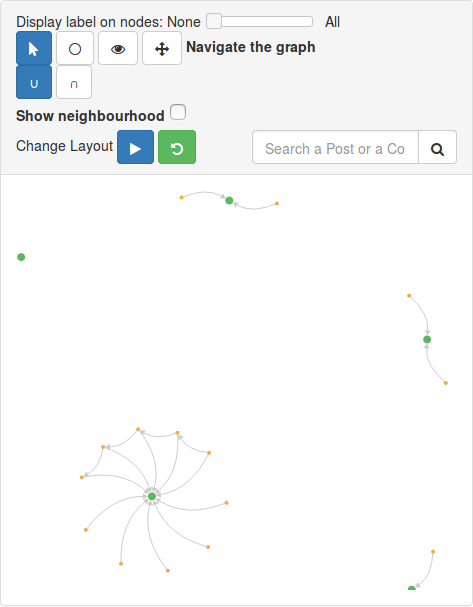 Display label on nodes: None All
Navigate the graph
∪ ∩
Show neighbourhood
Change Layout Search a Post or a Co